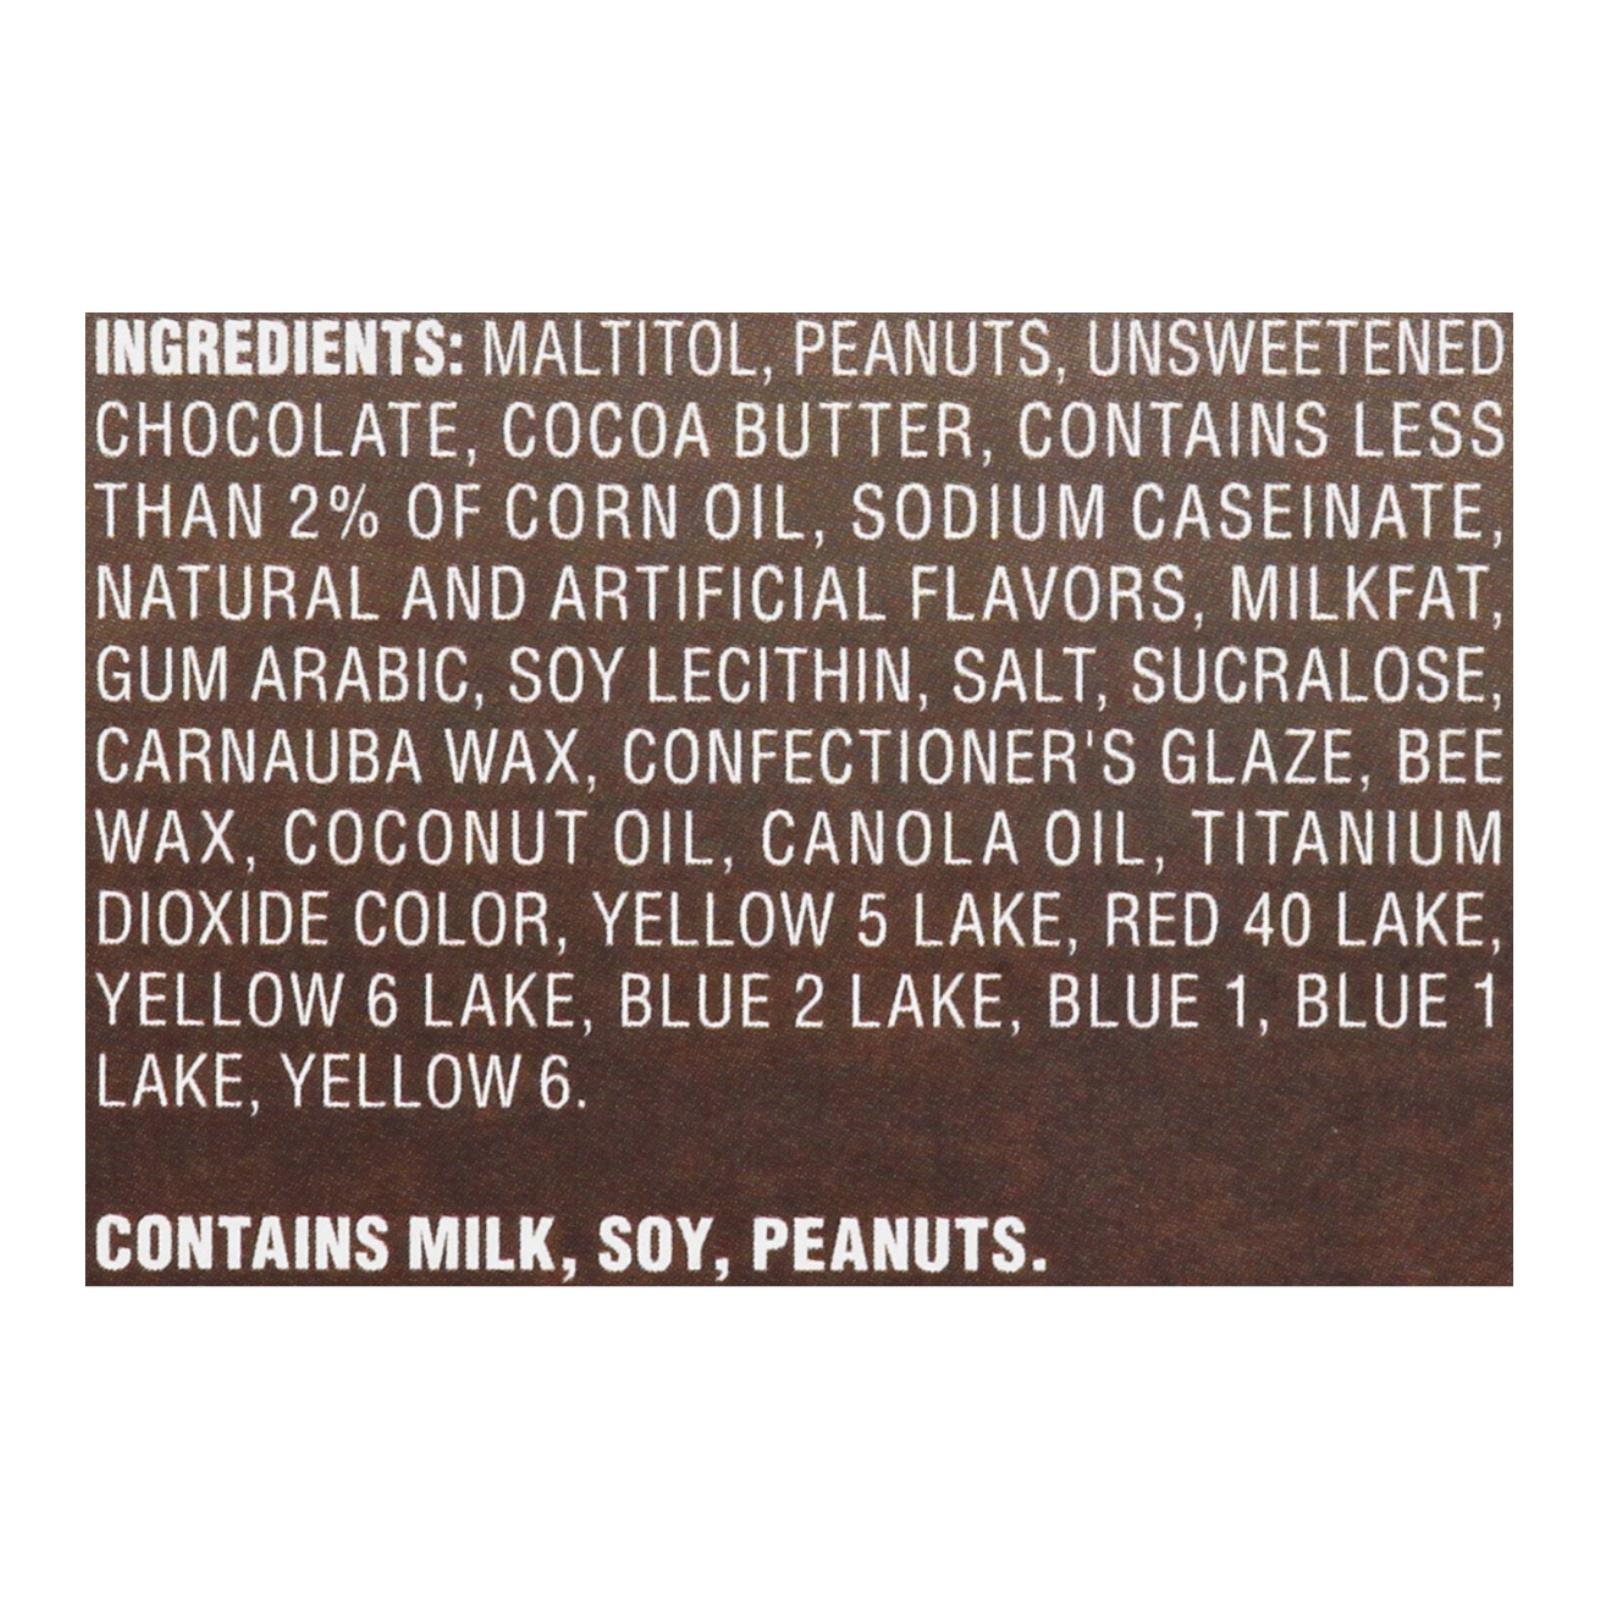 INGREDIENTS: MALTITOL, PEANUTS, UNSWEETENED
CHOCOLATE, COCOA BUTTER, CONTAINS LESS
THAN 2% OF CORN OIL, SODIUM CASEINATE,
NATURAL AND ARTIFICIAL FLAVORS, MILKFAT,
GUM ARABIC, SOY LECITHIN, SALT, SUCRALOSE,
CARNAUBA WAX, CONFECTIONER'S GLAZE, BEE
WAX, COCONUT OIL, CANOLA OIL, TITANIUM
DIOXIDE COLOR, YELLOW 5 LAKE, RED 40 LAKE,
YELLOW 6 LAKE, BLUE 2 LAKE, BLUE 1, BLUE 1
LAKE, YELLOW 6.
CONTAINS MILK, SOY, PEANUTS.